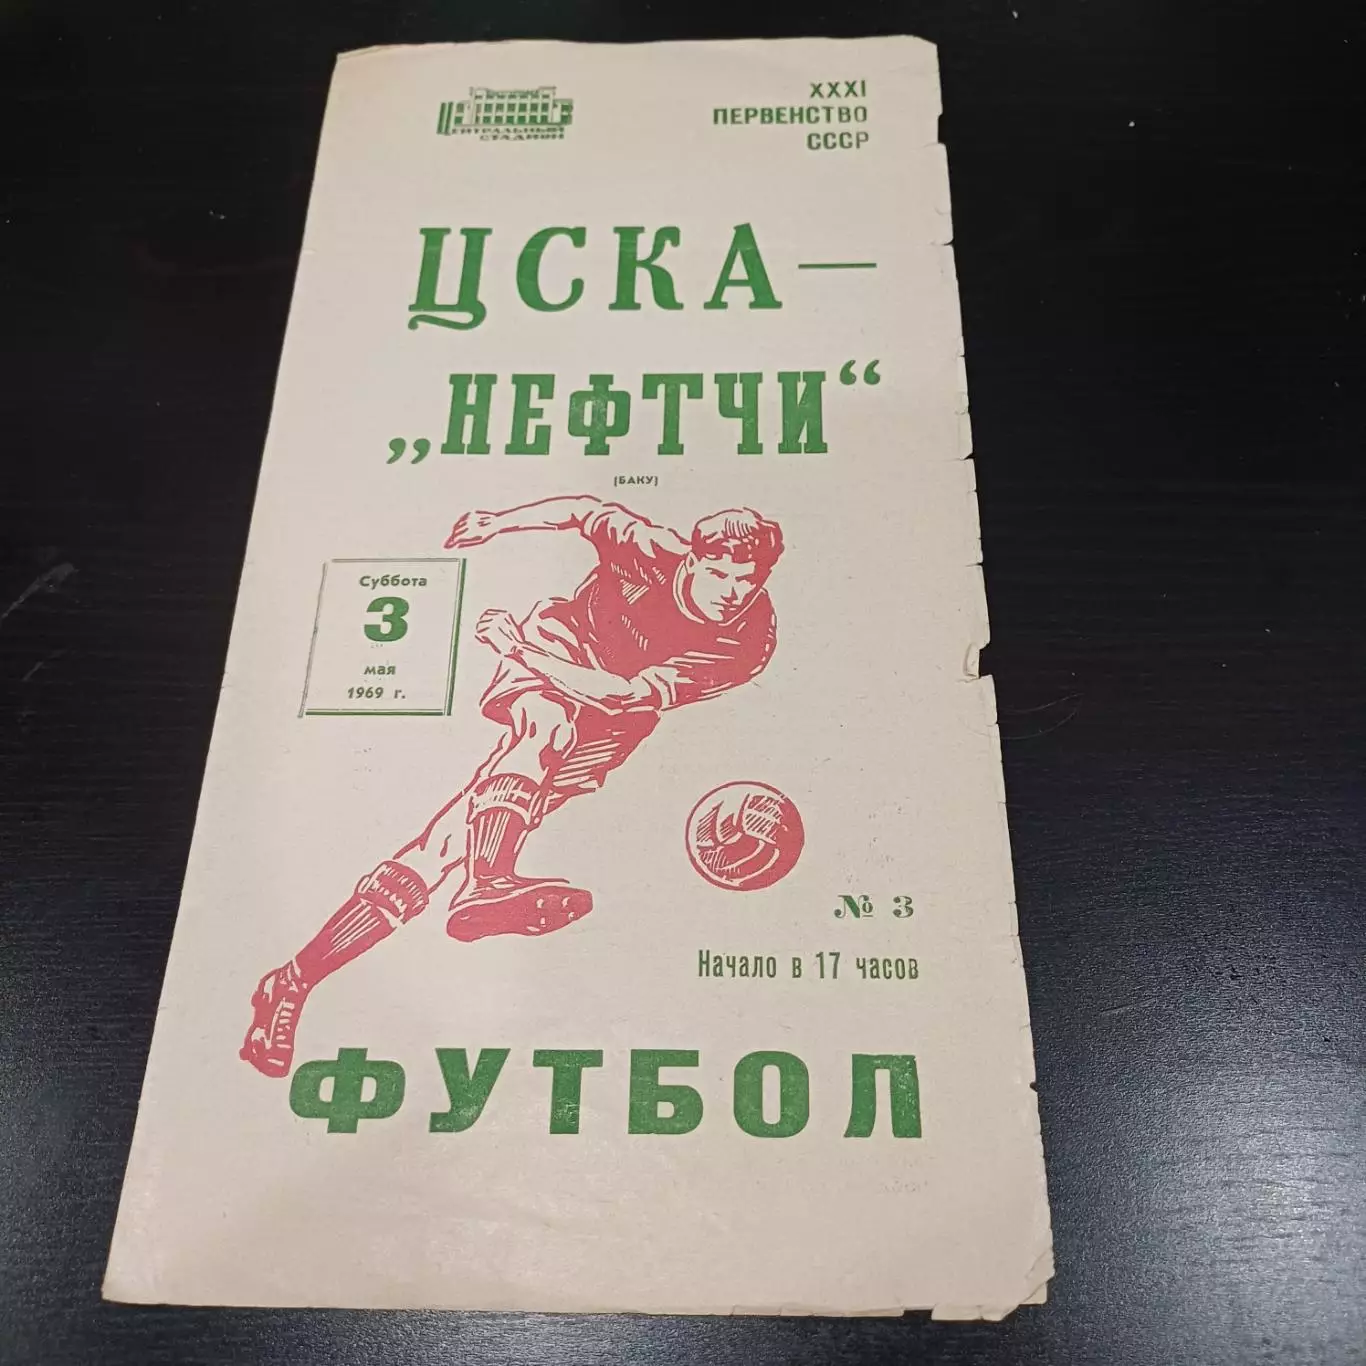 ЦЕНТРАЛЬНЫЙ
СТАДИОН
XXXI
ПЕРВЕНСТВО
СССР
ЦСКА —
„НЕФТЧИ“
(БАКУ)
Суббота
3
мая
1969 г.
№ 3
Начало в 17 часов
ФУТБОЛ